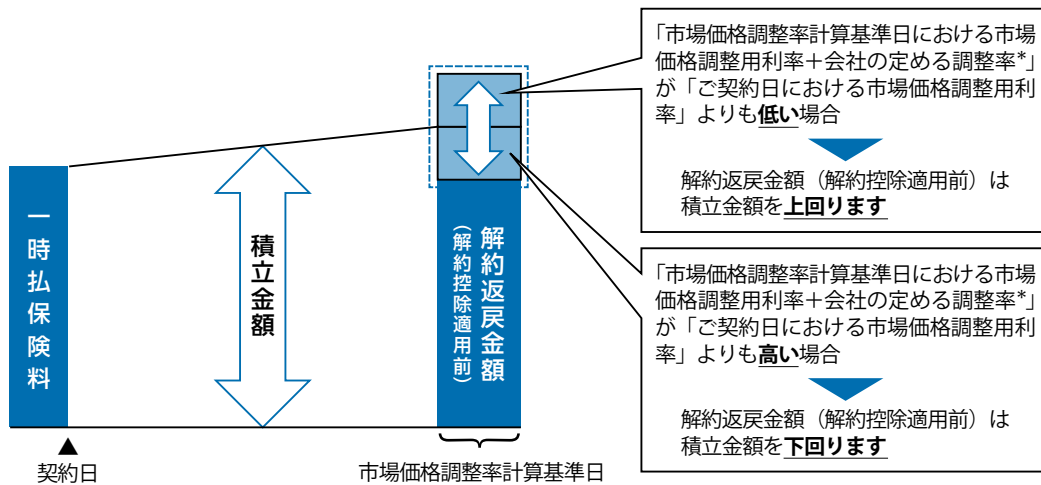 「市場価格調整率計算基準日における市場
価格調整用利率＋会社の定める調整率*」
が「ご契約日における市場価格調整用利
率」よりも低い場合
解約返戻金額（解約控除適用前）は
積立金額を上回ります
一時払保険料
積立金額
解約返戻金額
（解約控除適用前）
「市場価格調整率計算基準日における市場
価格調整用利率＋会社の定める調整率*」
が「ご契約日における市場価格調整用利
率」よりも高い場合
解約返戻金額（解約控除適用前）は
積立金額を下回ります
契約日
市場価格調整率計算基準日